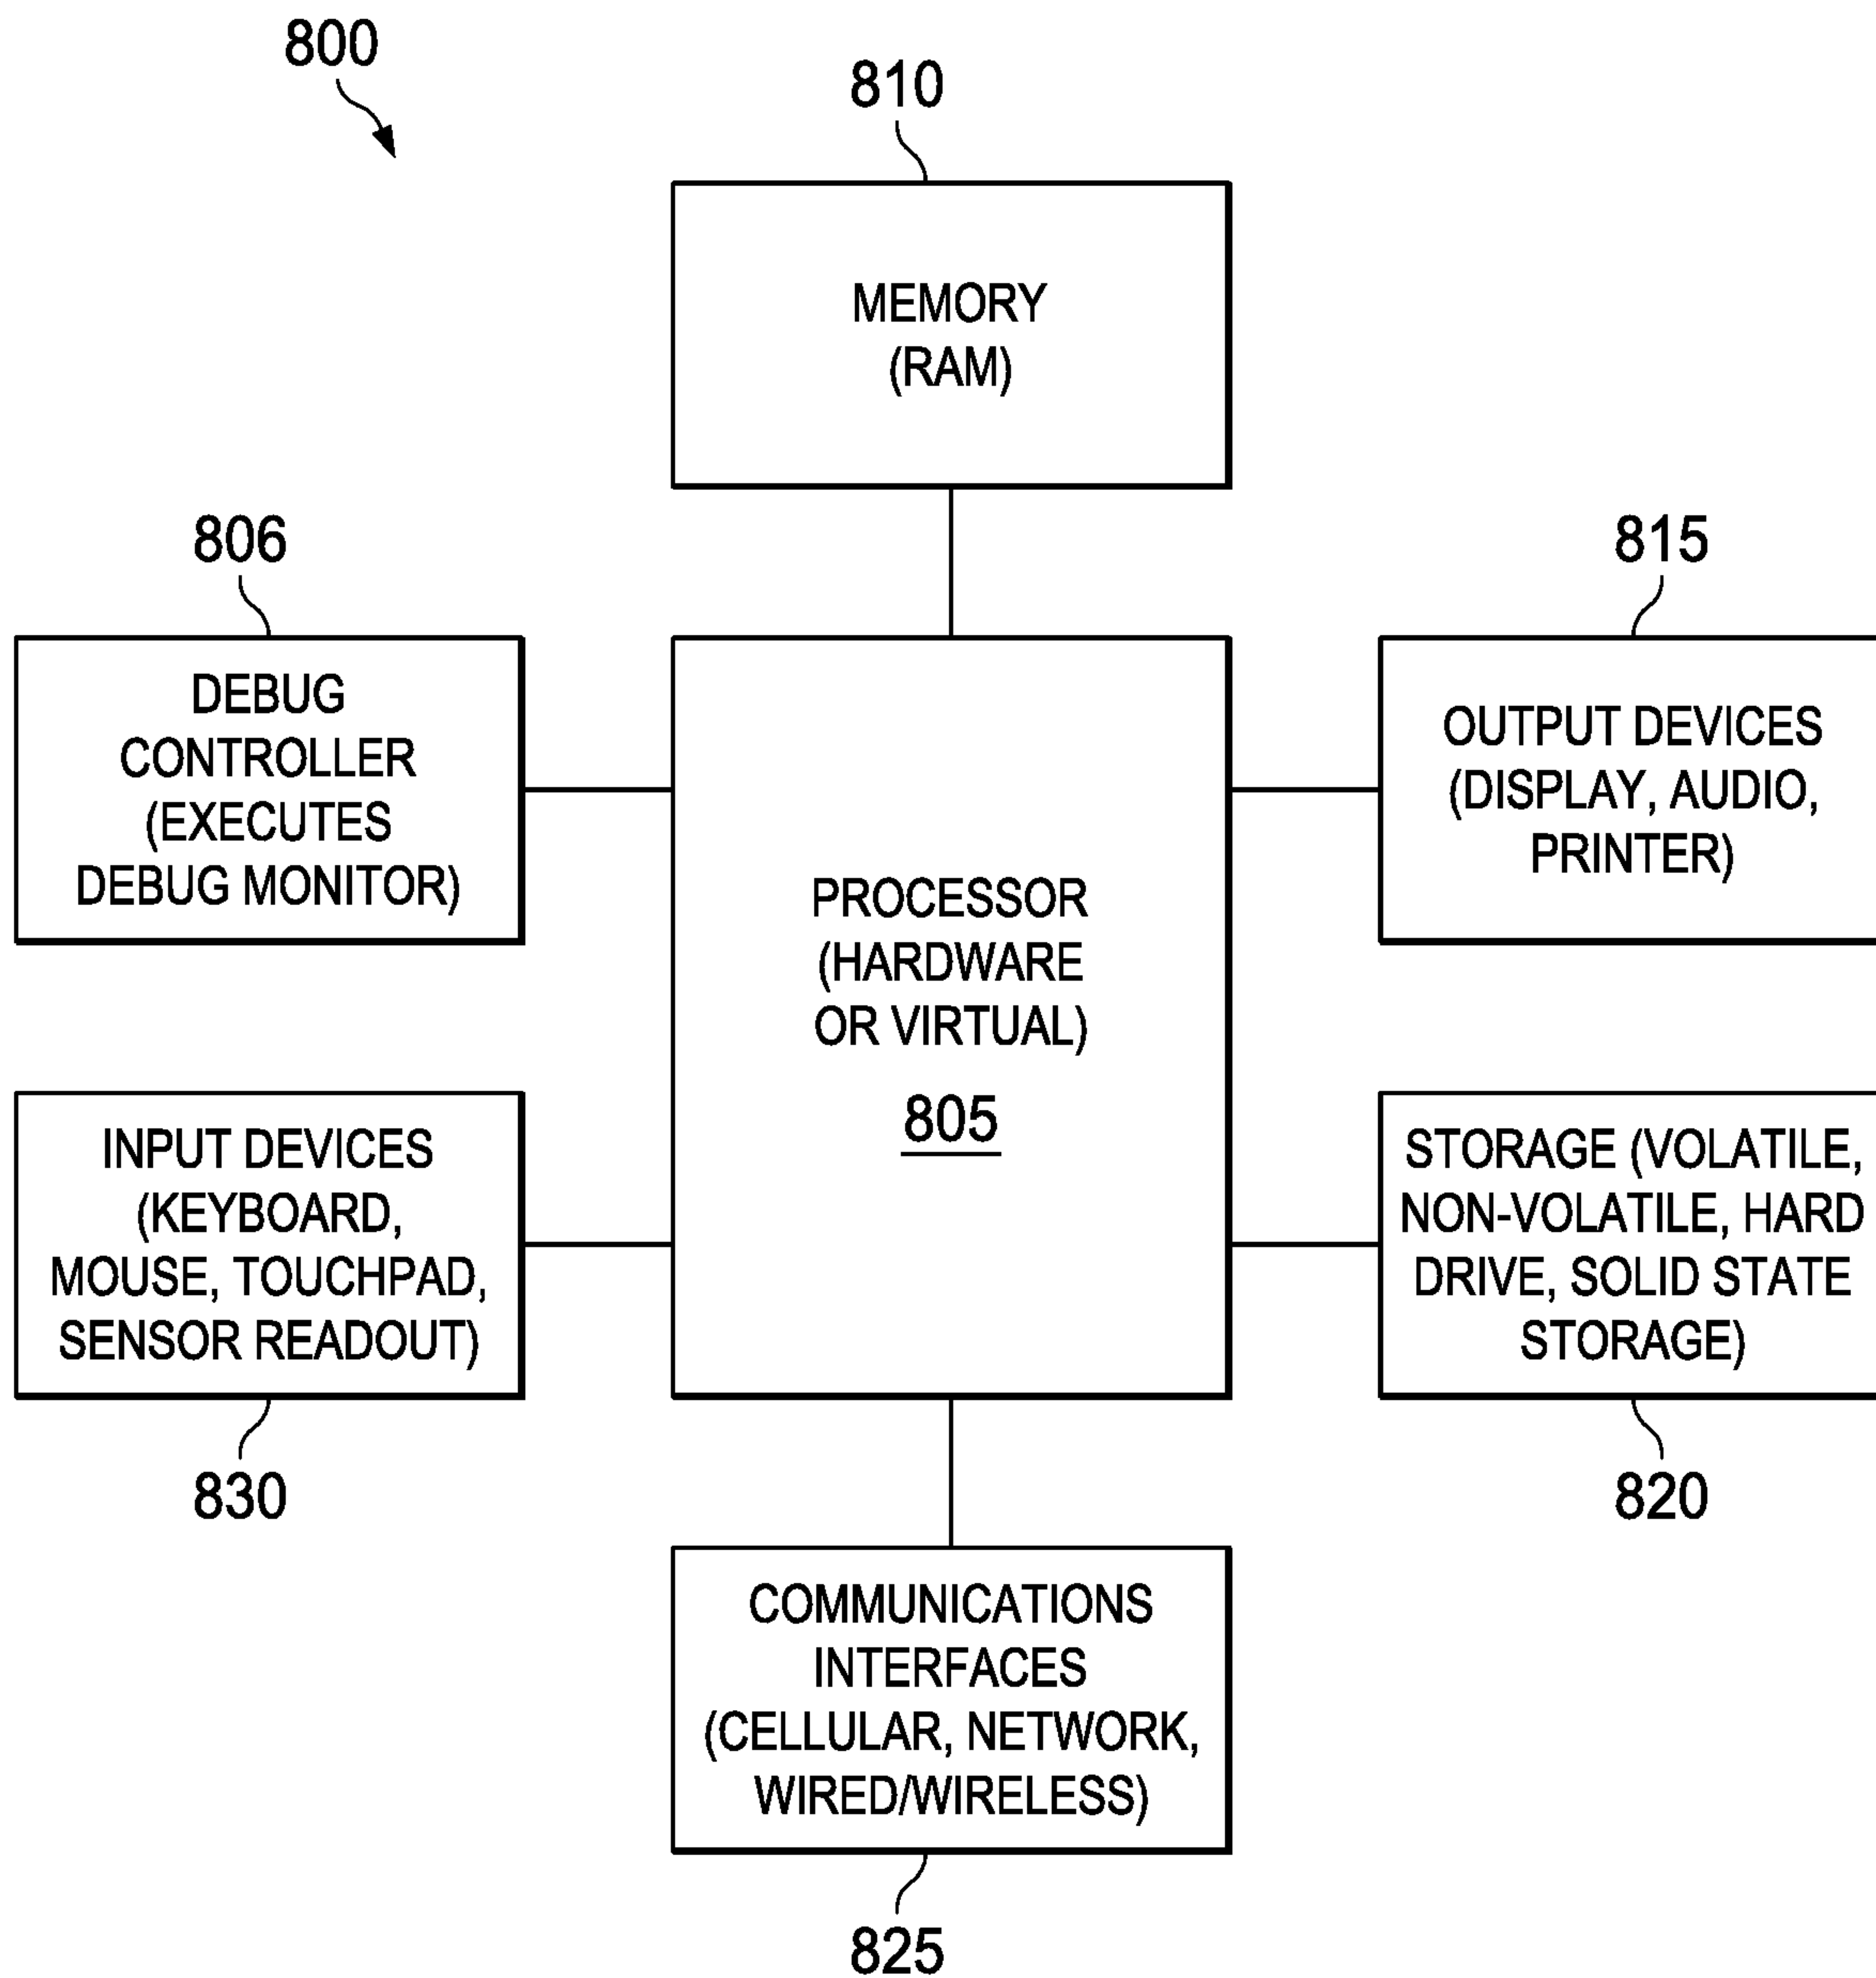 800
810
MEMORY
(RAM)
806
DEBUG
CONTROLLER
(EXECUTES
DEBUG MONITOR)
815
OUTPUT DEVICES
(DISPLAY, AUDIO,
PRINTER)
PROCESSOR
(HARDWARE
OR VIRTUAL)
805
INPUT DEVICES
(KEYBOARD,
MOUSE, TOUCHPAD,
SENSOR READOUT)
830
STORAGE (VOLATILE,
NON-VOLATILE, HARD
DRIVE, SOLID STATE
STORAGE)
820
COMMUNICATIONS
INTERFACES
(CELLULAR, NETWORK,
WIRED/WIRELESS)
825